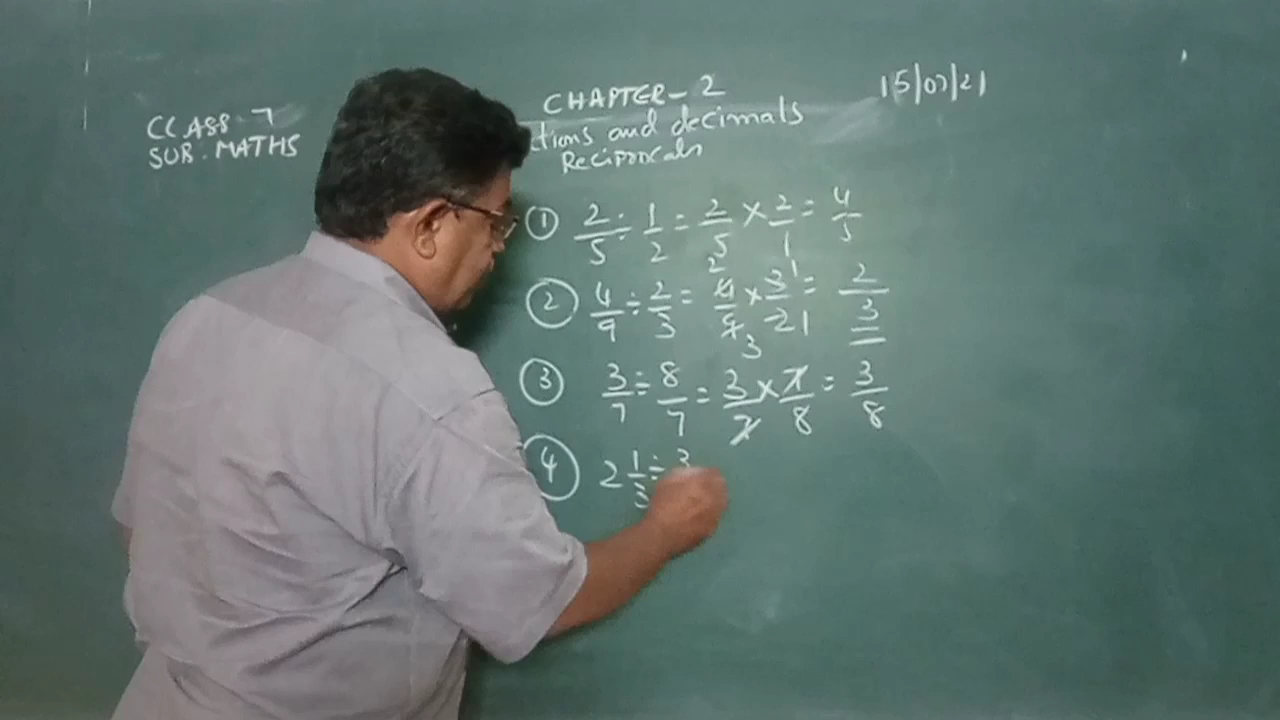 CLASS- 7
SUB. MATHS
CHAPTER- 2
15/07/21
tions and decimals
Reciprocals
① 2/5 ÷ 1/2 = 2/5 × 2/1 = 4/5
② 4/9 ÷ 2/3 = 4/9 × 3/2 = 2/3
③ 3/7 ÷ 8/7 = 3/7 × 7/8 = 3/8
④ 2 1/3 ÷ 3